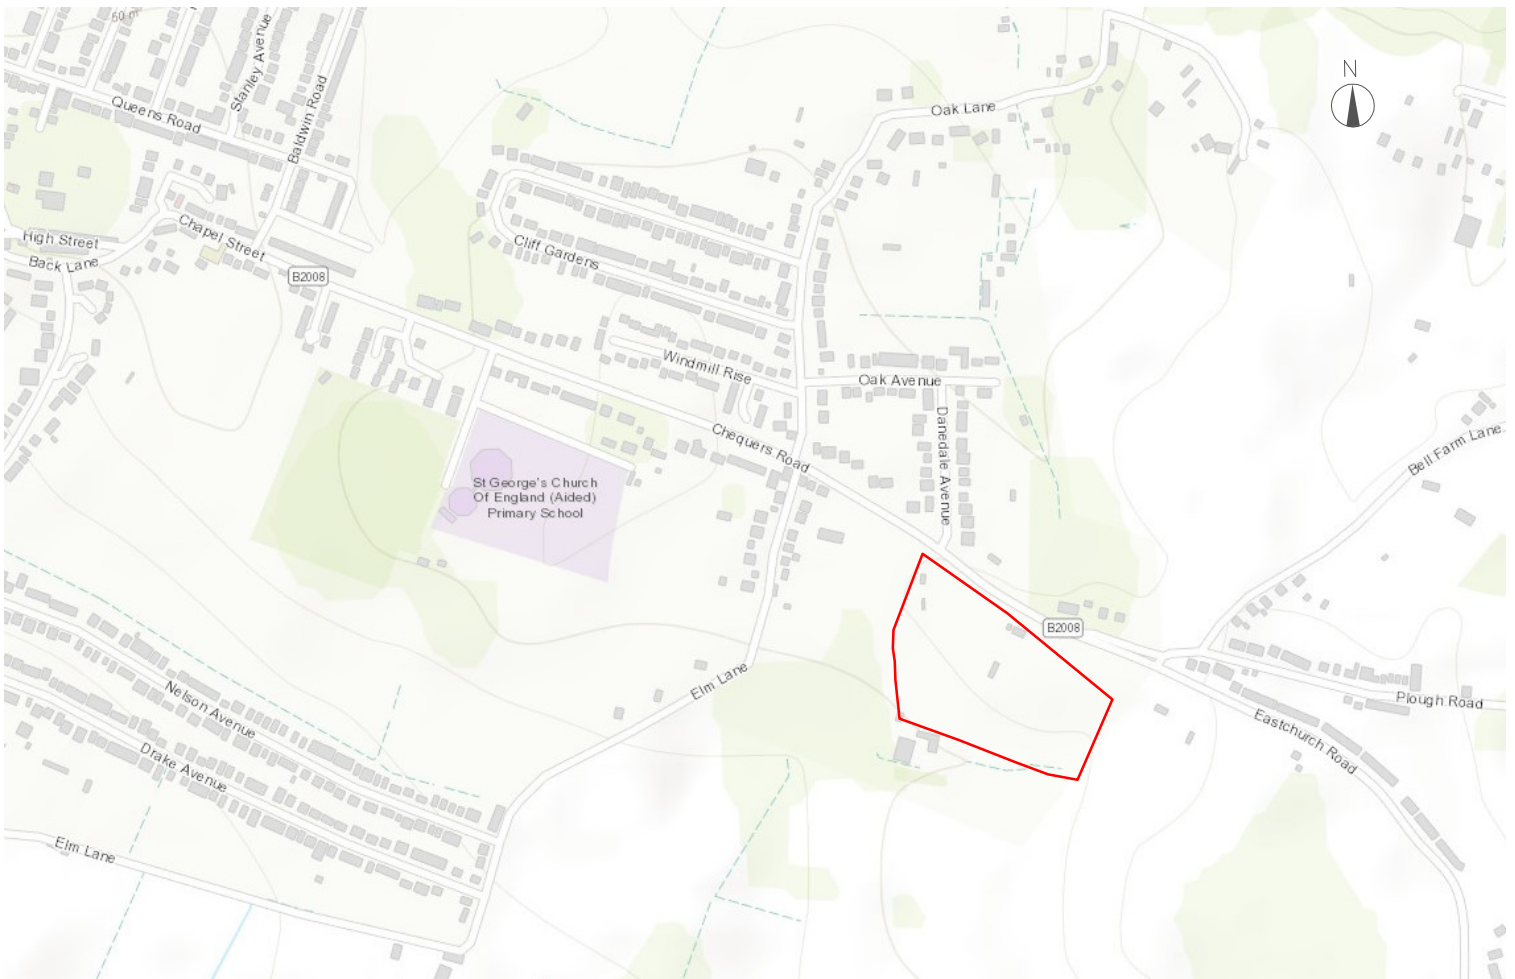 50 m
Stanley Avenue
Queens Road
Baldwin Road
N
Oak Lane
Chapel Street
High Street
Back Lane
Cliff Gardens
B2008
Windmill Rise
Oak Avenue
Chequers Road
Danedale Avenue
Bell Farm Lane
St George's Church
Of England (Aided)
Primary School
B2008
Elm Lane
Nelson Avenue
Plough Road
Eastchurch Road
Drake Avenue
Elm Lane